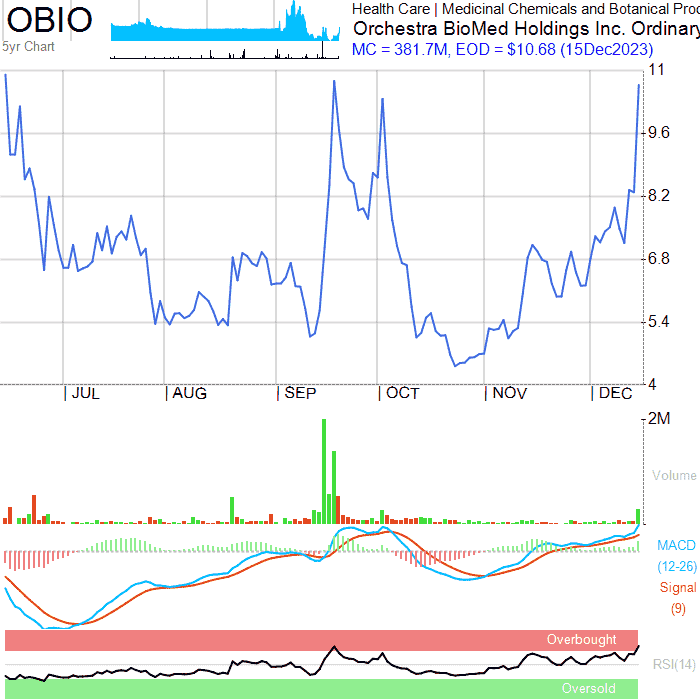 OBIO
5yr Chart
Health Care | Medicinal Chemicals and Botanical Proc
Orchestra BioMed Holdings Inc. Ordinary
MC = 381.7M, EOD = $10.68 (15Dec2023)
11
9.6
8.2
6.8
5.4
4
JUL AUG SEP OCT NOV DEC
2M
Volume
MACD
(12-26)
Signal
(9)
Overbought
RSI(14)
Oversold